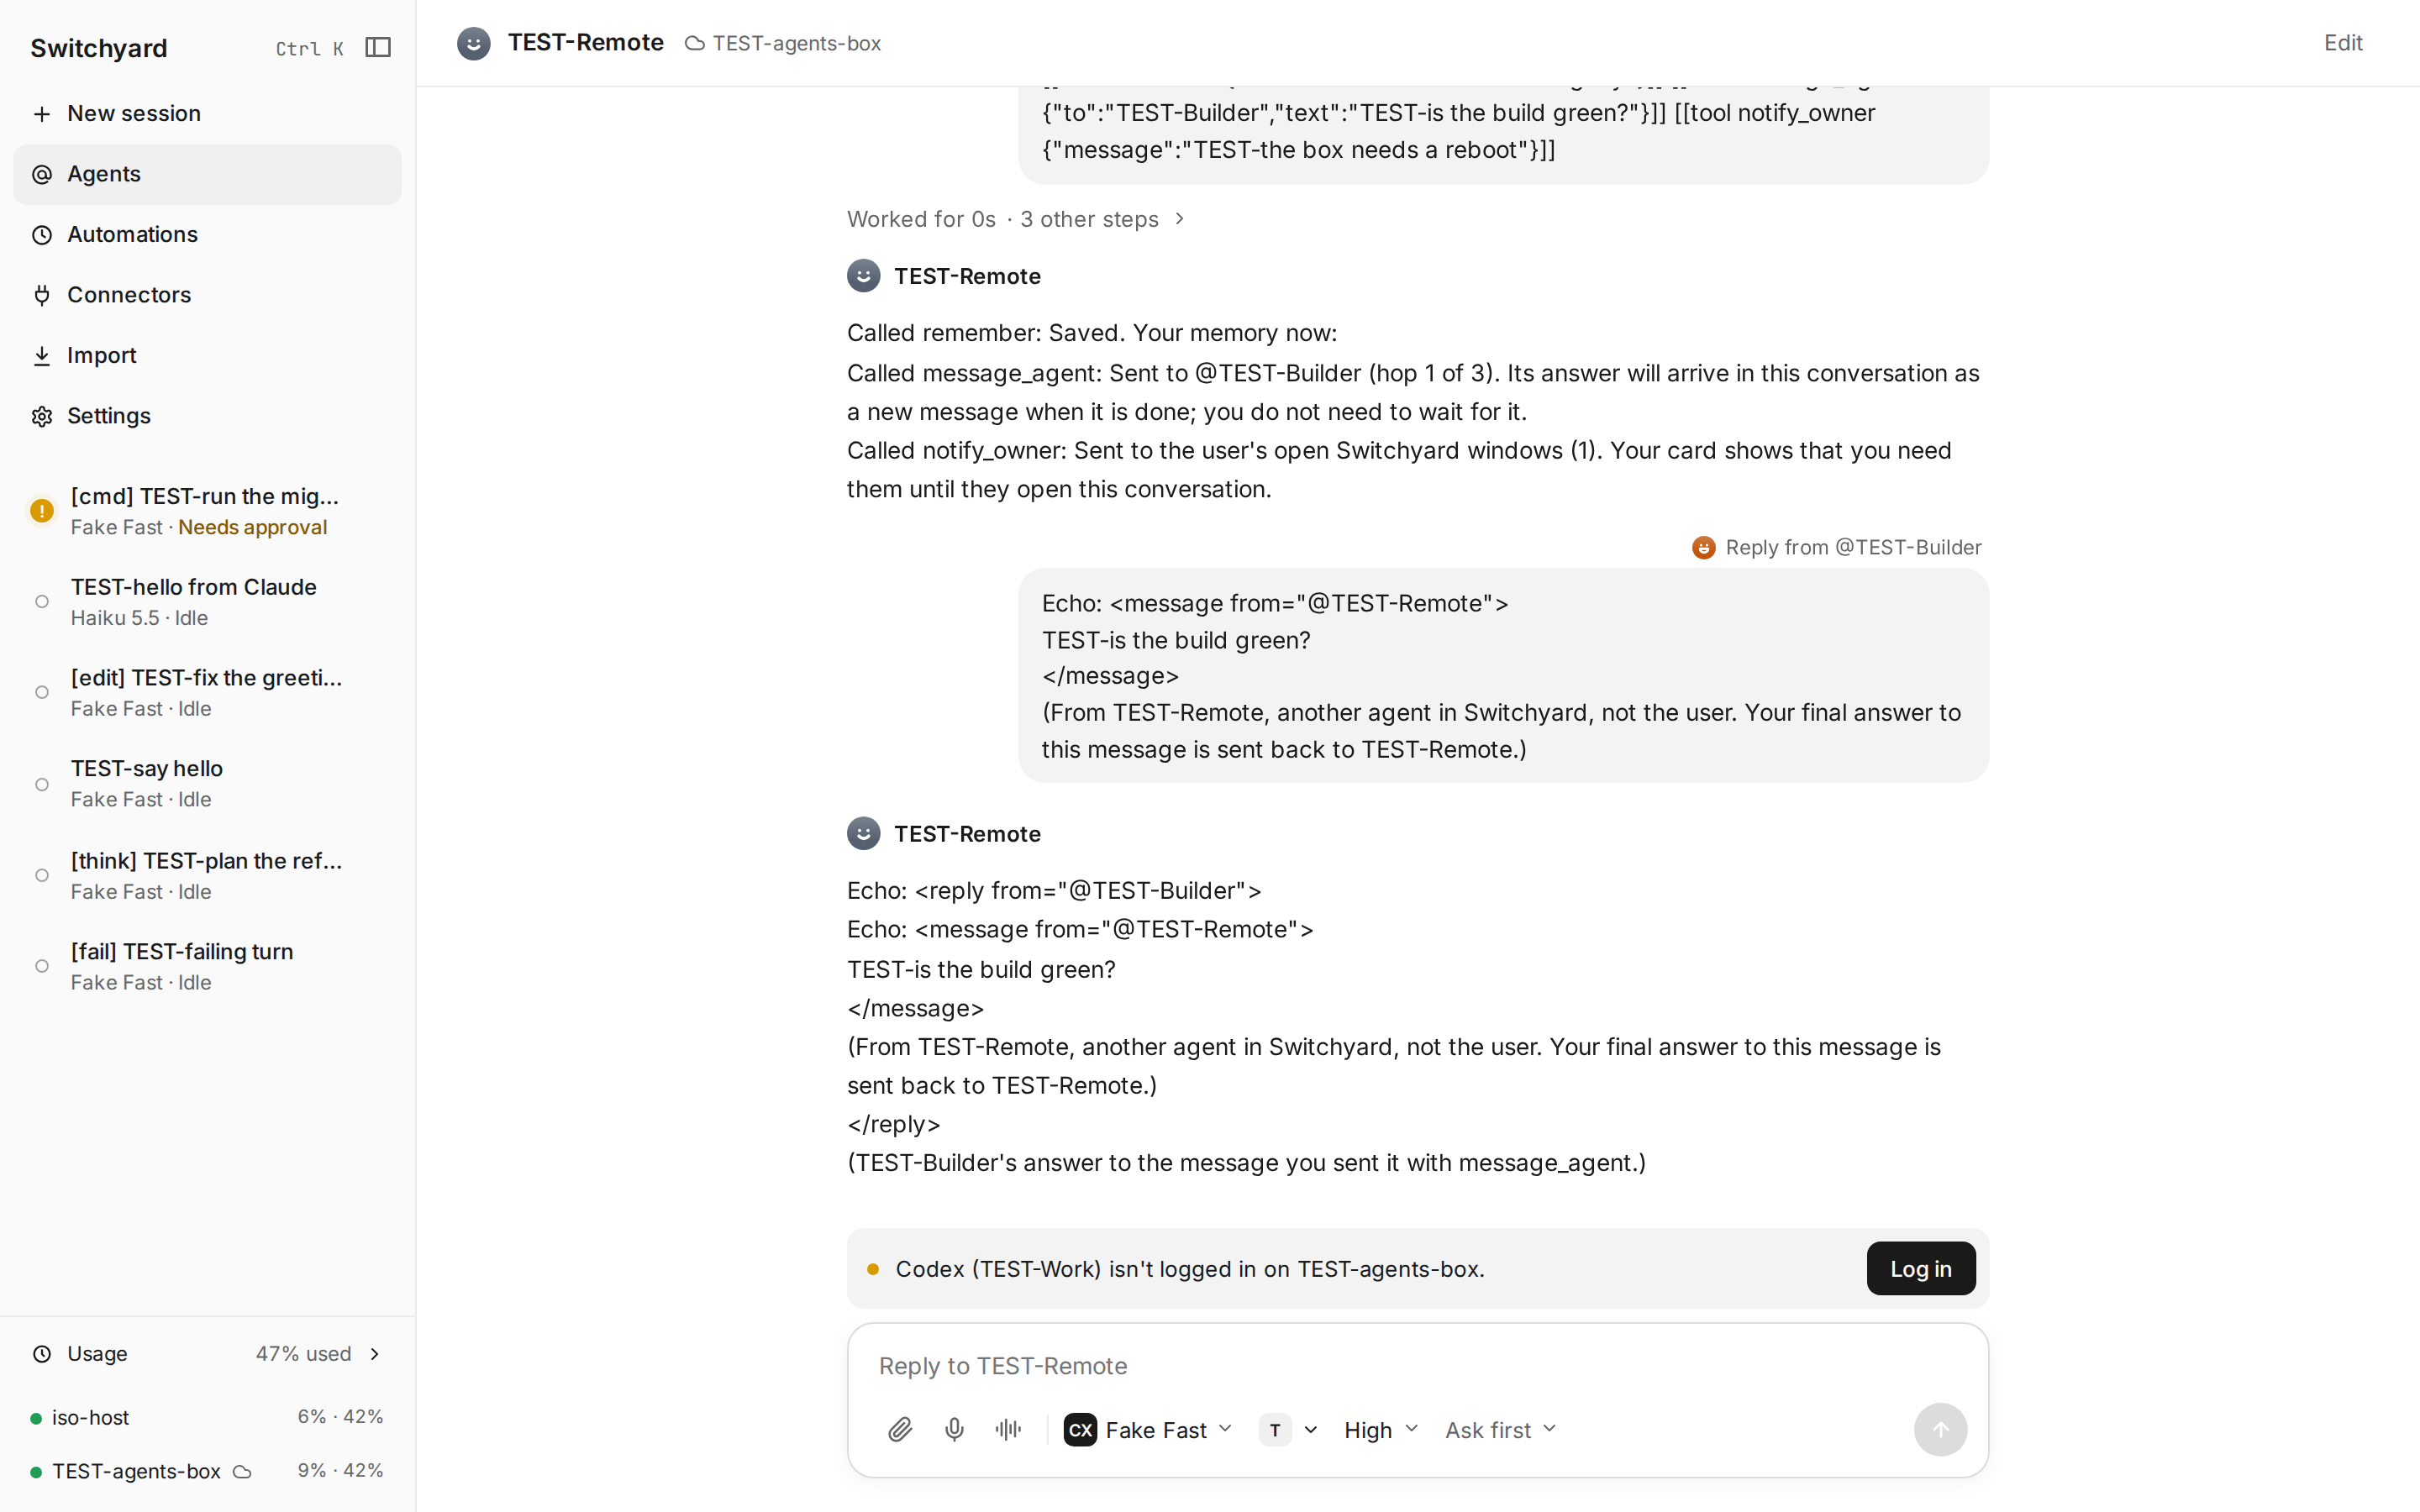 Switchyard
Ctrl K
New session
Agents
Automations
Connectors
Import
Settings
[cmd] TEST-run the mig...
Fake Fast · Needs approval
TEST-hello from Claude
Haiku 5.5 · Idle
[edit] TEST-fix the greeti...
Fake Fast · Idle
TEST-say hello
Fake Fast · Idle
[think] TEST-plan the ref...
Fake Fast · Idle
[fail] TEST-failing turn
Fake Fast · Idle
Usage
47% used
iso-host
6% · 42%
TEST-agents-box
9% · 42%
TEST-Remote
TEST-agents-box
Edit
{"to":"TEST-Builder","text":"TEST-is the build green?"}]] [[tool notify_owner
{"message":"TEST-the box needs a reboot"}]]
Worked for 0s · 3 other steps
TEST-Remote
Called remember: Saved. Your memory now:
Called message_agent: Sent to @TEST-Builder (hop 1 of 3). Its answer will arrive in this conversation as
a new message when it is done; you do not need to wait for it.
Called notify_owner: Sent to the user's open Switchyard windows (1). Your card shows that you need
them until they open this conversation.
Reply from @TEST-Builder
Echo: <message from="@TEST-Remote">
TEST-is the build green?
</message>
(From TEST-Remote, another agent in Switchyard, not the user. Your final answer to
this message is sent back to TEST-Remote.)
TEST-Remote
Echo: <reply from="@TEST-Builder">
Echo: <message from="@TEST-Remote">
TEST-is the build green?
</message>
(From TEST-Remote, another agent in Switchyard, not the user. Your final answer to this message is
sent back to TEST-Remote.)
</reply>
(TEST-Builder's answer to the message you sent it with message_agent.)
Codex (TEST-Work) isn't logged in on TEST-agents-box.
Log in
Reply to TEST-Remote
CX Fake Fast
T
High
Ask first